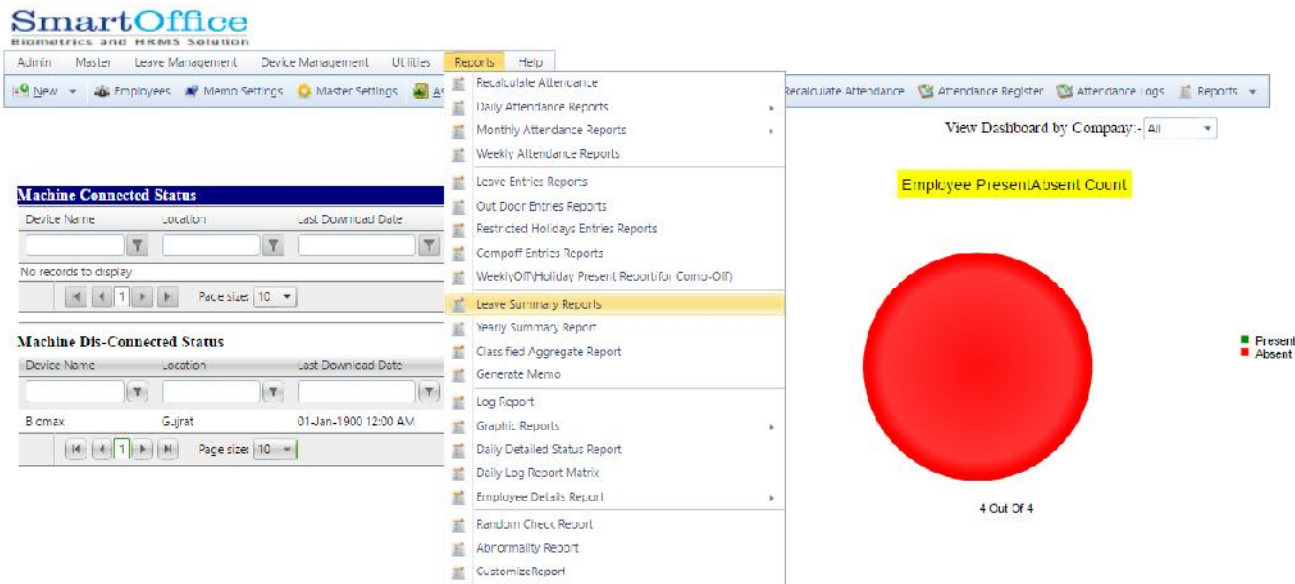 SmartOffice
Biometrics and HRMS Solution
Admin Master Leave Management Device Management Utilities Reports Help
New Employees Memo Settings Master Settings As
Recalculate Attendance Attendance Register Attendance Logs Reports
Recalculate Attendance
Daily Attendance Reports
Monthly Attendance Reports
Weekly Attendance Reports
Leave Entries Reports
Out Door Entries Reports
Restricted Holidays Entries Reports
Compoff Entries Reports
WeeklyOff\Holiday Present Report(for Comp-Off)
Leave Summary Reports
Yearly Summary Report
Classified Aggregate Report
Generate Memo
Log Report
Graphic Reports
Daily Detailed Status Report
Daily Log Report Matrix
Employee Details Report
Random Check Report
Abnormality Report
CustomizeReport
View Dashboard by Company:- All
Machine Connected Status
Device Name Location Last Download Date
No records to display
1 Page size: 10
Machine Dis-Connected Status
Device Name Location Last Download Date
Biomax Gujrat 01-Jan-1900 12:00 AM
1 Page size: 10
Employee PresentAbsent Count
Present
Absent
4 Out Of 4